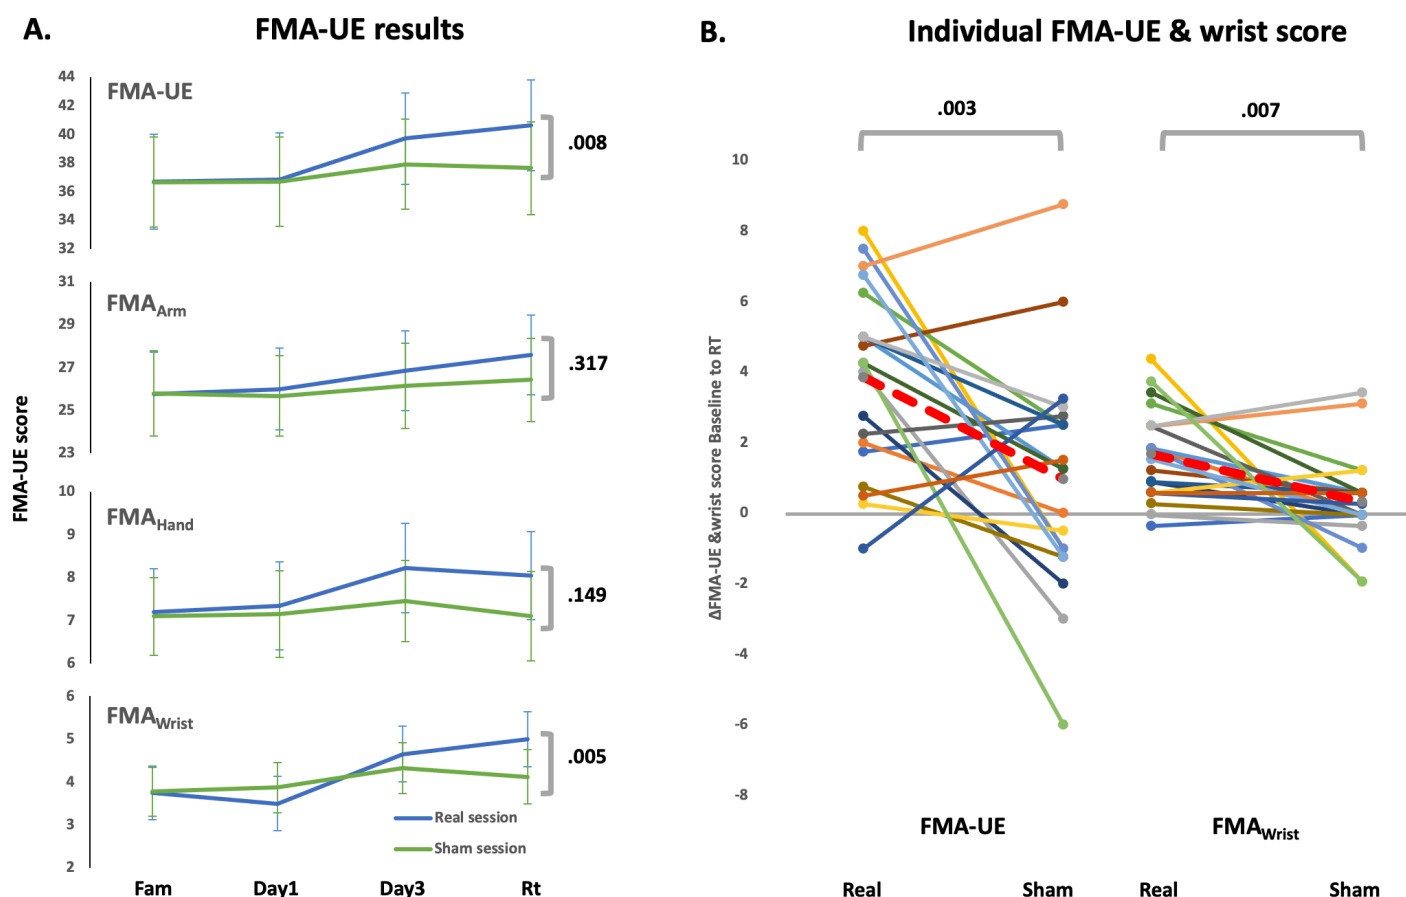 A.
FMA-UE results
FMA-UE score
44
42
40
38
36
34
32
FMA-UE
.008
31
29
27
25
23
FMAArm
.317
10
9
8
7
6
FMAHand
.149
6
5
4
3
2
FMAWrist
.005
Real session
Sham session
Fam Day1 Day3 Rt
B.
Individual FMA-UE & wrist score
.003 .007
ΔFMA-UE &wrist score Baseline to RT
10
8
6
4
2
0
-2
-4
-6
-8
FMA-UE FMAWrist
Real Sham Real Sham